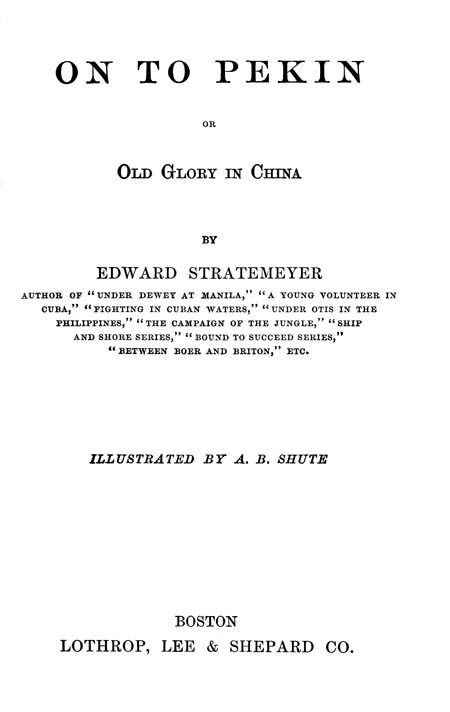 ON TO PEKIN
OR
OLD GLORY IN CHINA
BY
EDWARD STRATEMEYER
AUTHOR OF "UNDER DEWEY AT MANILA," "A YOUNG VOLUNTEER IN
CUBA," "FIGHTING IN CUBAN WATERS," "UNDER OTIS IN THE
PHILIPPINES," "THE CAMPAIGN OF THE JUNGLE," "SHIP
AND SHORE SERIES," "BOUND TO SUCCEED SERIES,"
"BETWEEN BOER AND BRITON," ETC.
ILLUSTRATED BY A. B. SHUTE
BOSTON
LOTHROP, LEE & SHEPARD CO.